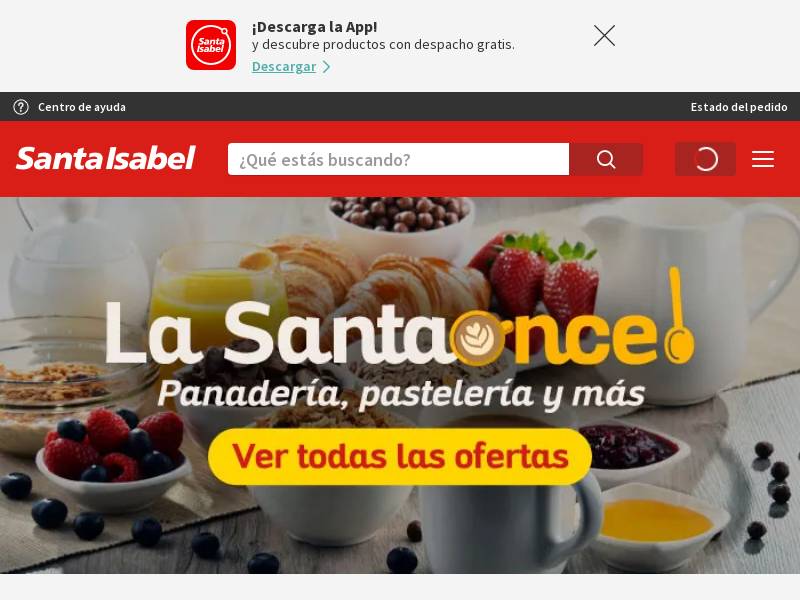 Santa
Isabel
¡Descarga la App!
y descubre productos con despacho gratis.
Descargar
Centro de ayuda
Estado del pedido
Santa Isabel
¿Qué estás buscando?
La Santa once!
Panadería, pastelería y más
Ver todas las ofertas